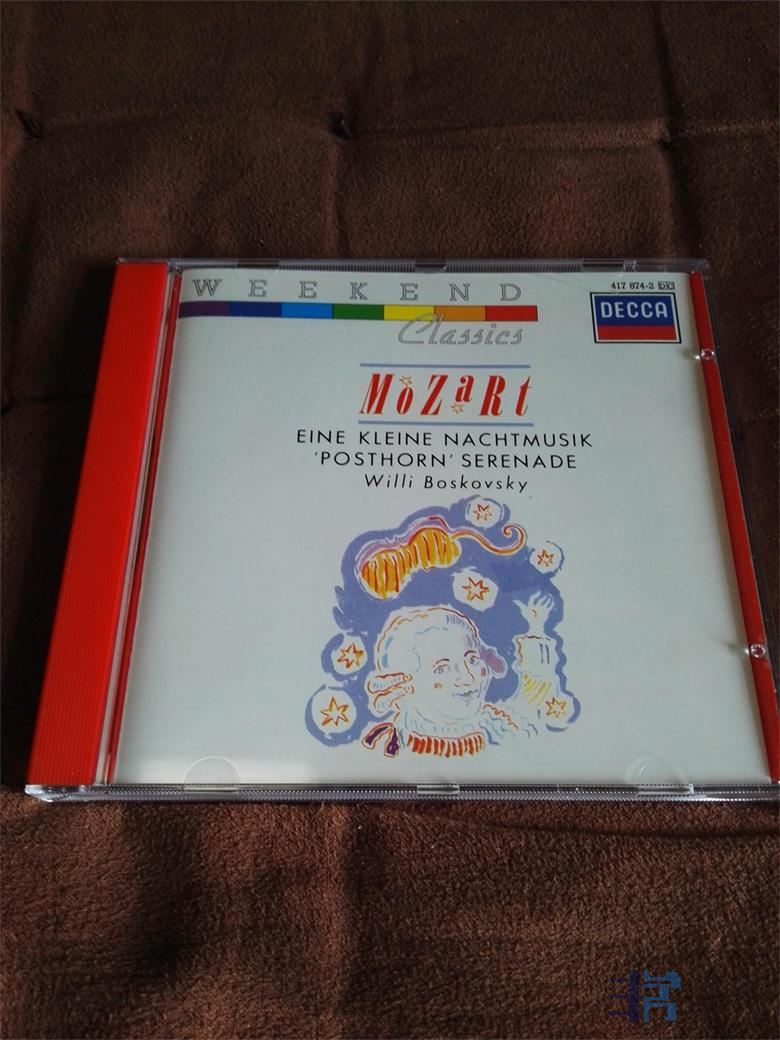 WEEKEND
Classics
417 874-2
DECCA
MoZaRt
EINE KLEINE NACHTMUSIK
'POSTHORN' SERENADE
Willi Boskovsky